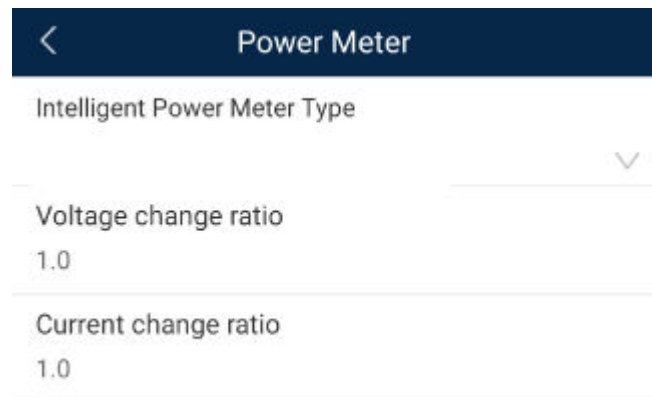 Power Meter
Intelligent Power Meter Type
Voltage change ratio
1.0
Current change ratio
1.0